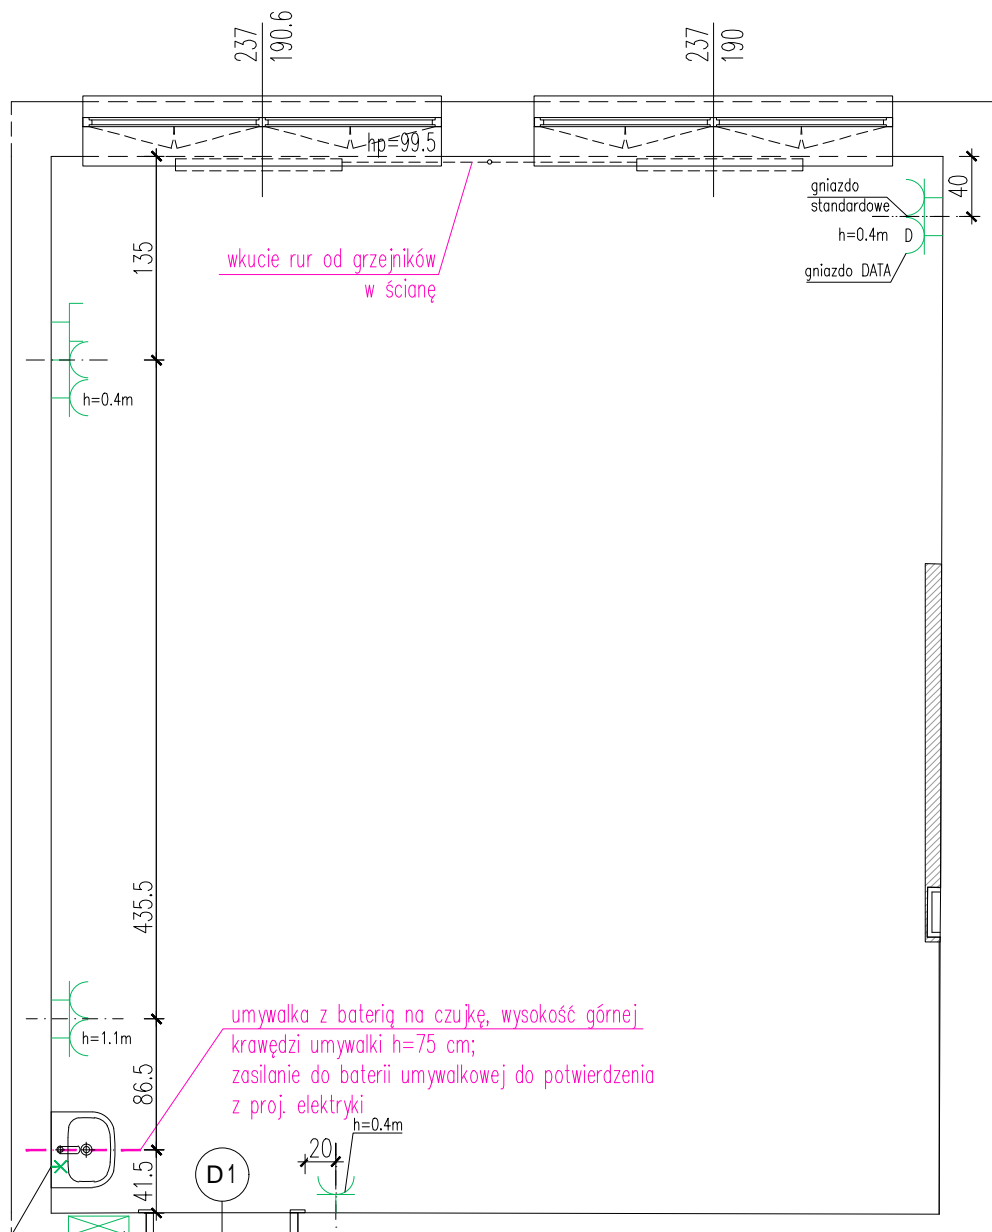 237
190.6
237
190
hp=99.5
40
gniazdo
standardowe
h=0.4m D
gniazdo DATA
wkucie rur od grzejników
w ścianę
135
h=0.4m
435.5
umywalka z baterią na czujkę, wysokość górnej
krawędzi umywalki h=75 cm;
zasilanie do baterii umywalkowej do potwierdzenia
z proj. elektryki
h=1.1m
86.5
h=0.4m
20
D1
41.5